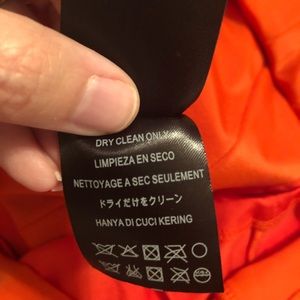 DRY CLEAN ONLY
LIMPIEZA EN SECO
NETTOYAGE A SEC SEULEMENT
ドライだけをクリーン
HANYA DI CUCI KERING